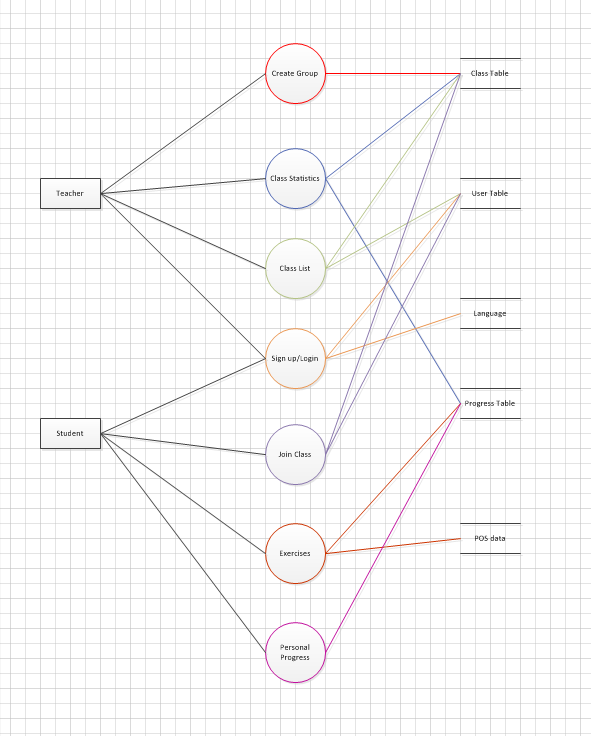 Create Group
Class Table
Class Statistics
Teacher
User Table
Class List
Language
Sign up/Login
Progress Table
Student
Join Class
POS data
Exercises
Personal
Progress